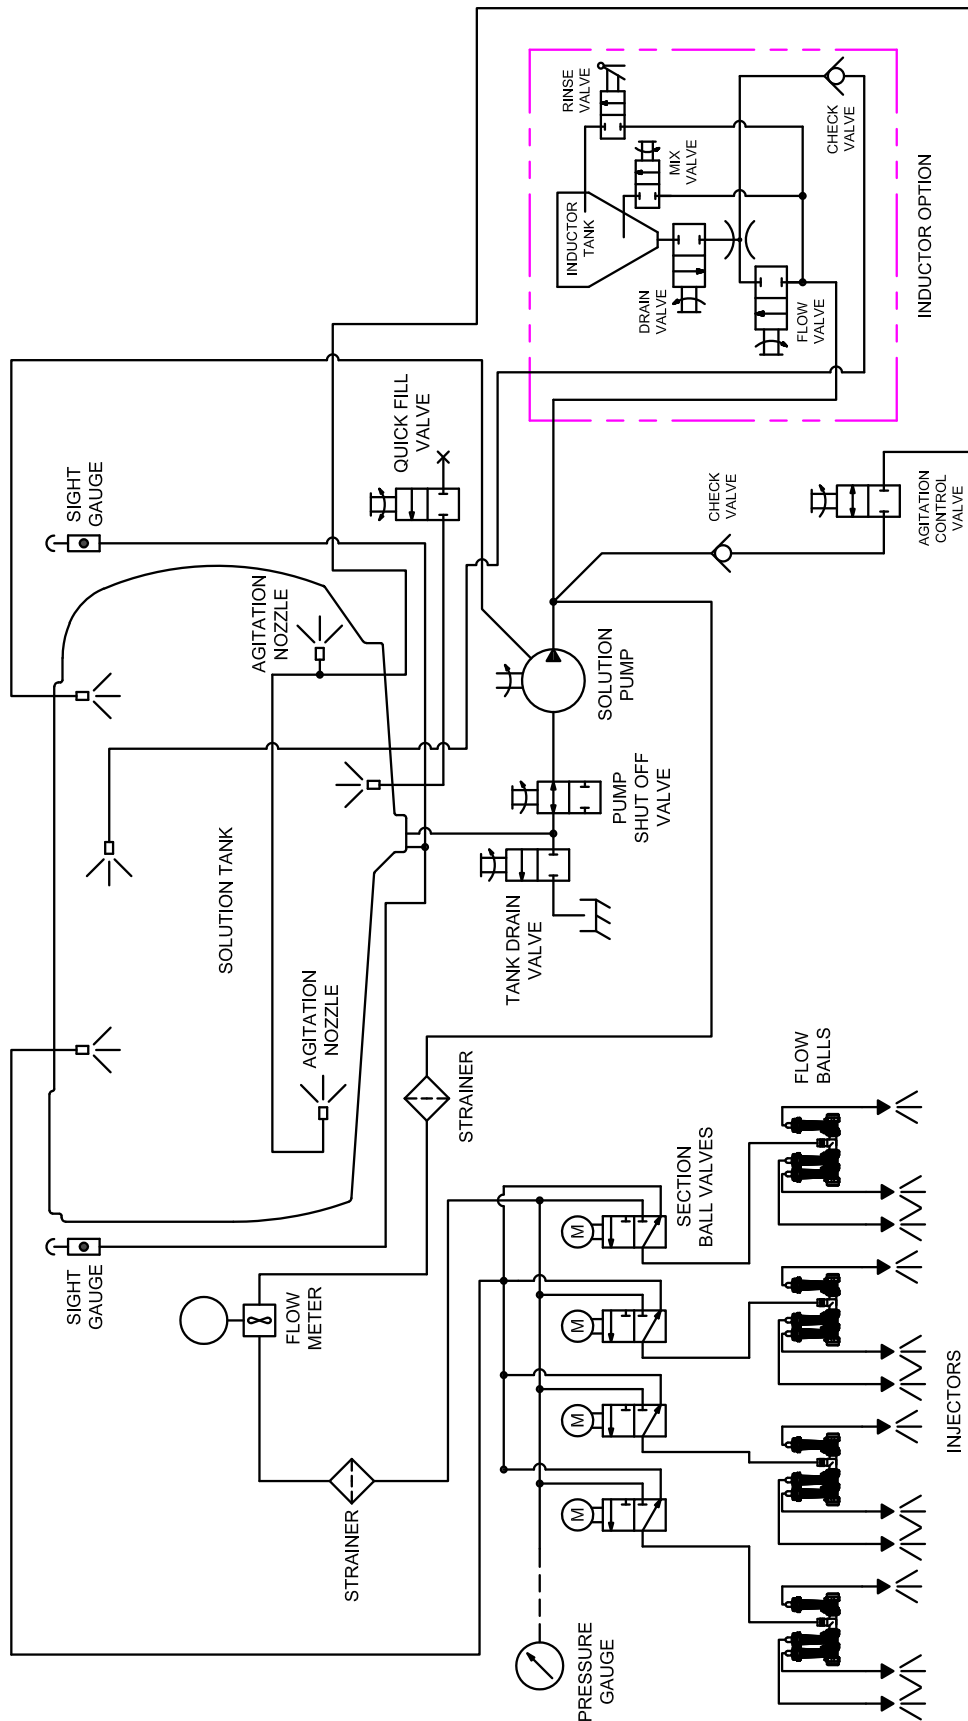 SIGHT
GAUGE
QUICK FILL
VALVE
RINSE
VALVE
MIX
VALVE
CHECK
VALVE
INDUCTOR
TANK
DRAIN
VALVE
FLOW
VALVE
INDUCTOR OPTION
AGITATION
NOZZLE
CHECK
VALVE
AGITATION
CONTROL
VALVE
SOLUTION
PUMP
PUMP
SHUT OFF
VALVE
SOLUTION TANK
TANK DRAIN
VALVE
AGITATION
NOZZLE
STRAINER
SIGHT
GAUGE
FLOW
METER
STRAINER
SECTION
BALL VALVES
M
M
M
M
FLOW
BALLS
INJECTORS
PRESSURE
GAUGE